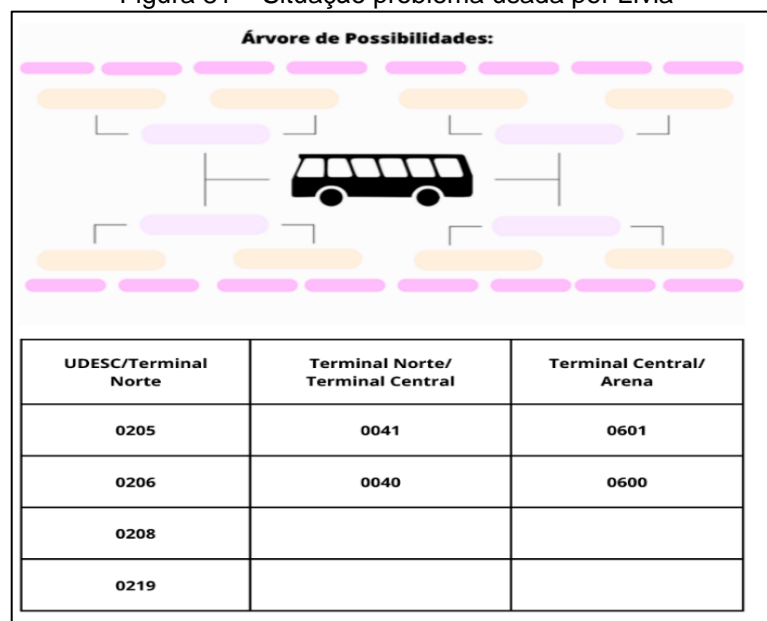 Árvore de Possibilidades:
UDESC/Terminal
Norte
Terminal Norte/
Terminal Central
Terminal Central/
Arena
0205
0041
0601
0206
0040
0600
0208
0219